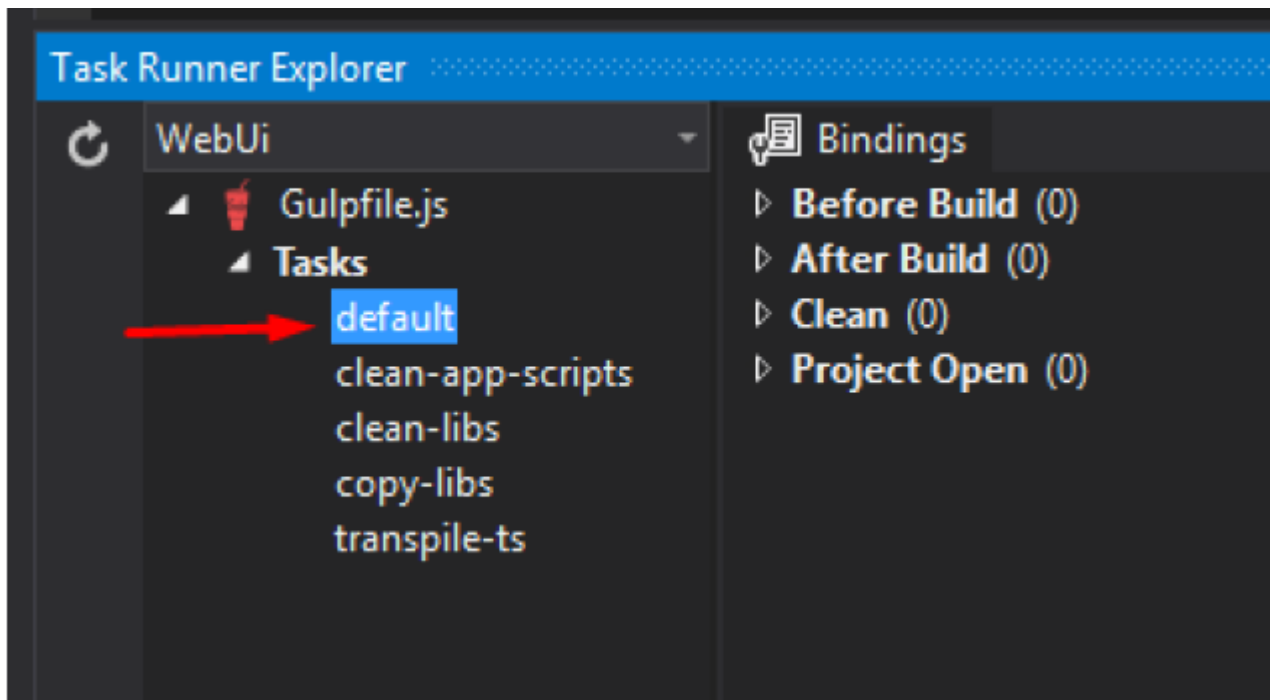 Task Runner Explorer
WebUi
Gulpfile.js
Tasks
default
clean-app-scripts
clean-libs
copy-libs
transpile-ts
Bindings
Before Build (0)
After Build (0)
Clean (0)
Project Open (0)